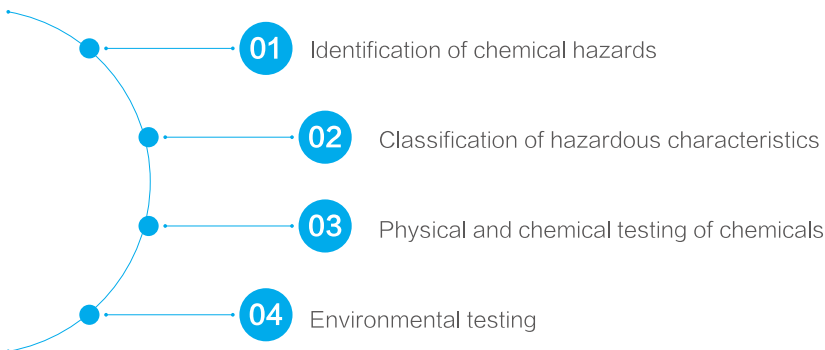 01 Identification of chemical hazards
02 Classification of hazardous characteristics
03 Physical and chemical testing of chemicals
04 Environmental testing